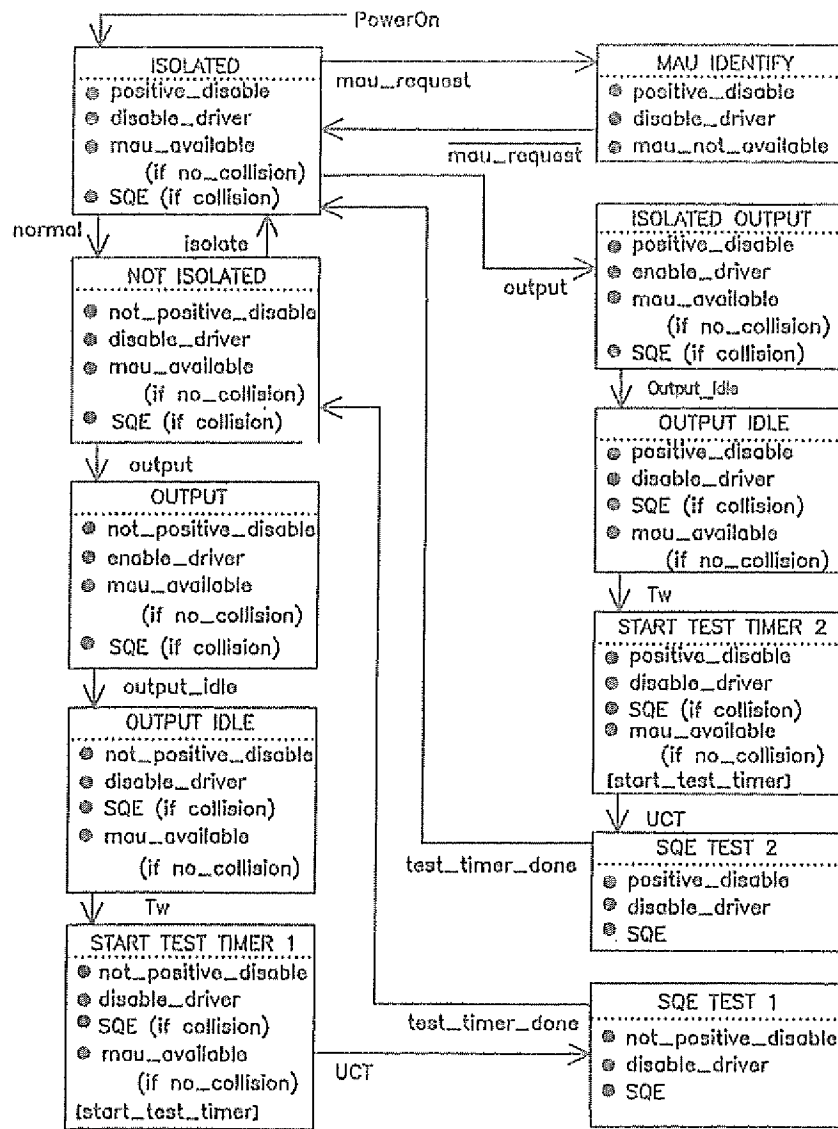 PowerOn
ISOLATED
● positive_disable
● disable_driver
● mau_available
(if no_collision)
● SQE (if collision)
mau_request
MAU IDENTIFY
● positive_disable
● disable_driver
● mau_not_available
mau_request
normal
isolate
output
NOT ISOLATED
● not_positive_disable
● disable_driver
● mau_available
(if no_collision)
● SQE (if collision)
output
OUTPUT
● not_positive_disable
● enable_driver
● mau_available
(if no_collision)
● SQE (if collision)
output_idle
OUTPUT IDLE
● not_positive_disable
● disable_driver
● SQE (if collision)
● mau_available
(if no_collision)
Tw
START TEST TIMER 1
● not_positive_disable
● disable_driver
● SQE (if collision)
● mau_available
(if no_collision)
[start_test_timer]
UCT
ISOLATED OUTPUT
● positive_disable
● enable_driver
● mau_available
(if no_collision)
● SQE (if collision)
Output_Idle
OUTPUT IDLE
● positive_disable
● disable_driver
● SQE (if collision)
● mau_available
(if no_collision)
Tw
START TEST TIMER 2
● positive_disable
● disable_driver
● SQE (if collision)
● mau_available
(if no_collision)
[start_test_timer]
UCT
test_timer_done
SQE TEST 2
● positive_disable
● disable_driver
● SQE
test_timer_done
SQE TEST 1
● not_positive_disable
● disable_driver
● SQE